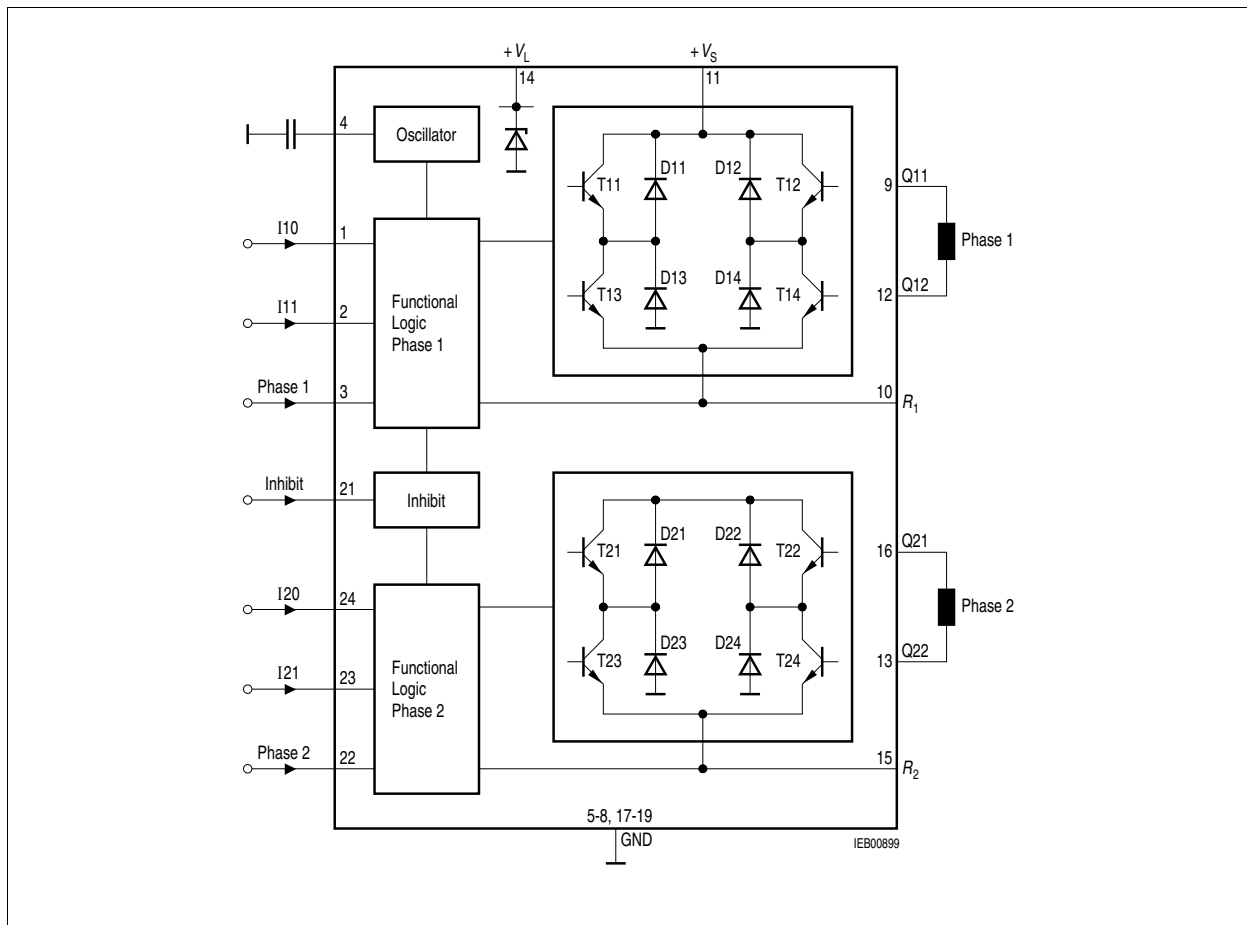 + VL
14
+ VS
11
4
Oscillator
I10
1
I11
2
Phase 1
3
Functional
Logic
Phase 1
T11
D11
D12
T12
T13
D13
D14
T14
9
Q11
Phase 1
12
Q12
10
R1
Inhibit
21
Inhibit
I20
24
I21
23
Phase 2
22
Functional
Logic
Phase 2
T21
D21
D22
T22
T23
D23
D24
T24
16
Q21
Phase 2
13
Q22
15
R2
5-8, 17-19
GND
IEB00899